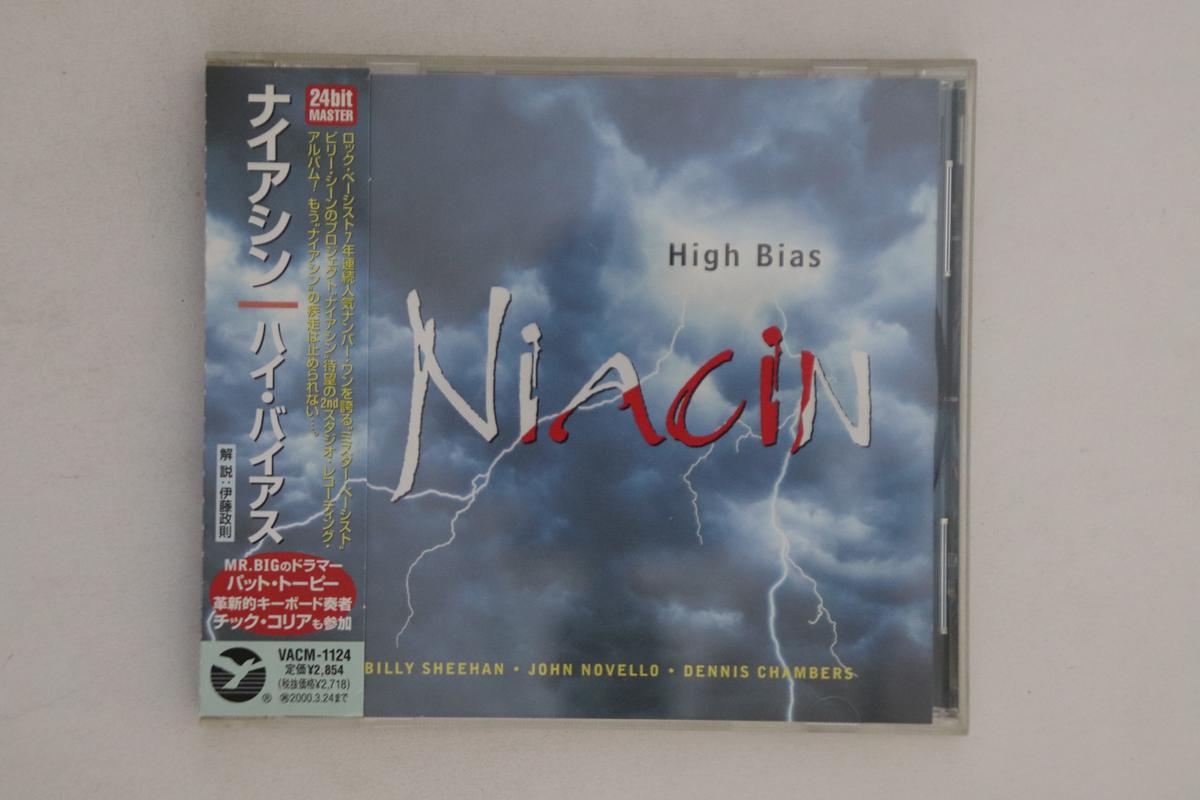 ナイアシン
ハイ・バイアス
24bit
MASTER
ロック・ベーシスト7年連続人気ナンバー・ワンを誇る"ミスター・ベーシスト"
ビリー・シーンのプロジェクト"ナイアシン"待望の2ndスタジオ・レコーディング・
アルバム! もう"ナイアシン"の疾走は止められない…。
解説:伊藤政則
MR.BIGのドラマー
パット・トーピー
革新的キーボード奏者
チック・コリアも参加
VACM-1124
定価¥2,854
(税抜価格¥2,718)
℗ ㊙2000.3.24まで
High Bias
NiaciN
BILLY SHEEHAN • JOHN NOVELLO • DENNIS CHAMBERS